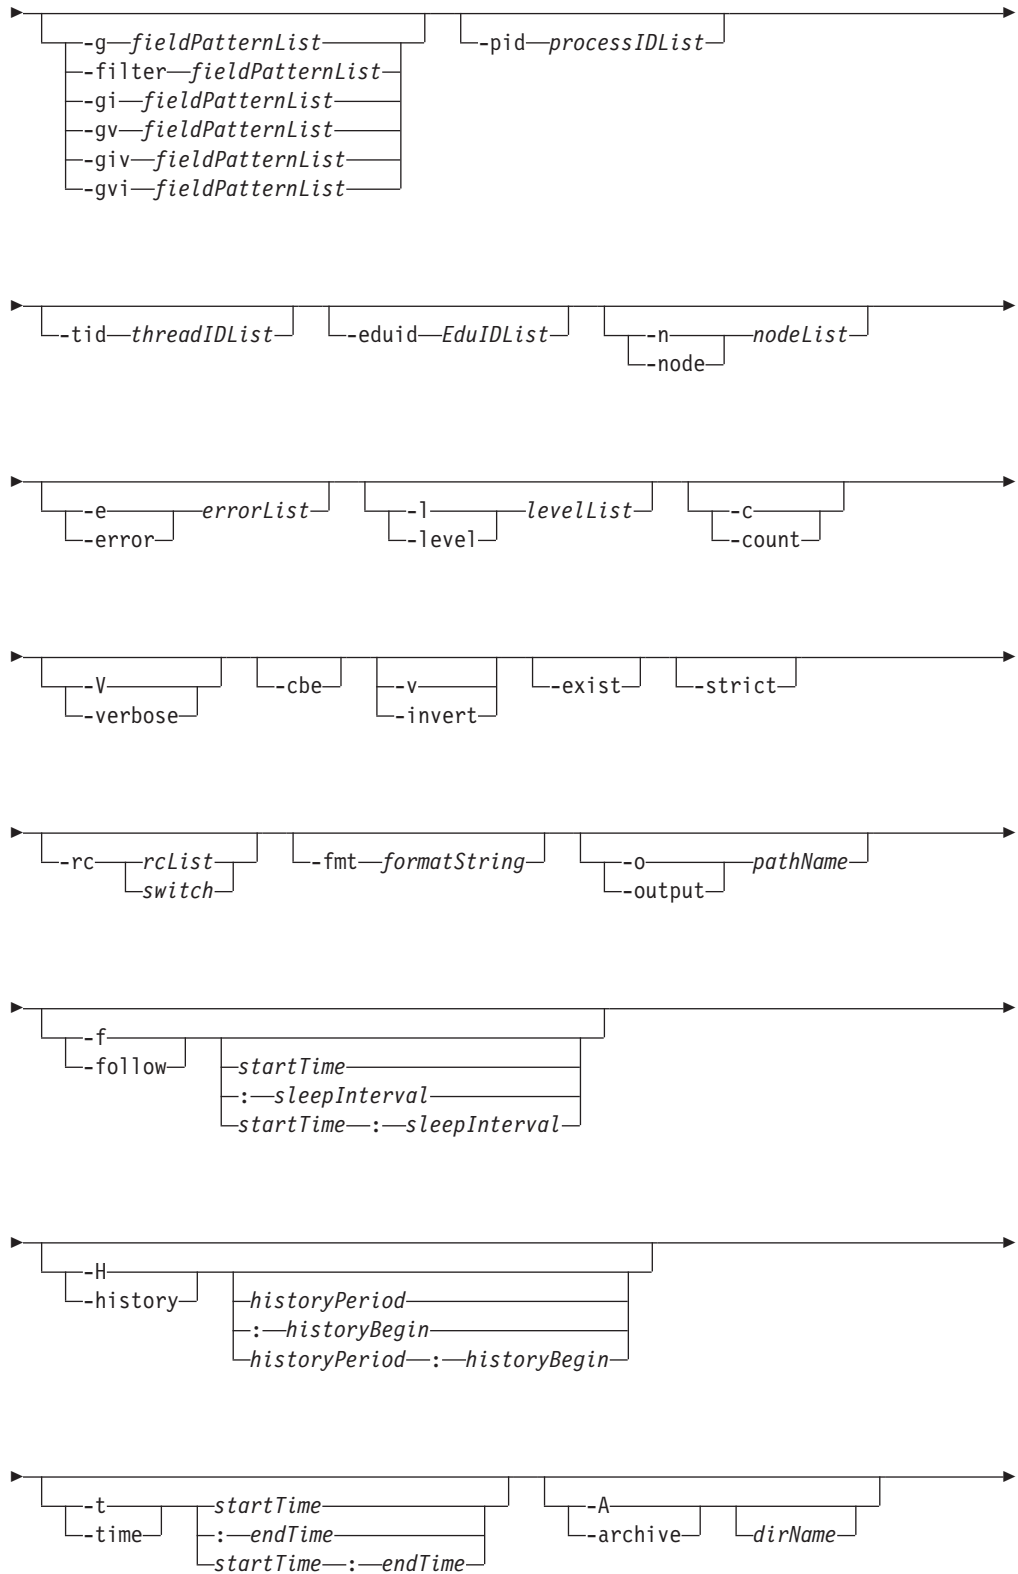 -g fieldPatternList -pid processIDList
-filter fieldPatternList
-gi fieldPatternList
-gv fieldPatternList
-giv fieldPatternList
-gvi fieldPatternList
-tid threadIDList -eduid EduIDList -n nodeList
-node
-e errorList -l levelList -c
-error -level -count
-V -cbe -v -exist -strict
-verbose -invert
-rc rcList -fmt formatString -o pathName
switch -output
-f
-follow startTime
: sleepInterval
startTime : sleepInterval
-H
-history historyPeriod
: historyBegin
historyPeriod : historyBegin
-t startTime -A
-time : endTime -archive dirName
startTime : endTime